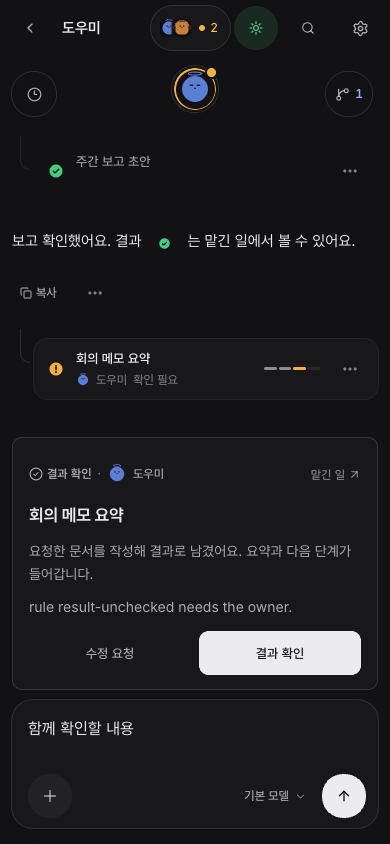 도우미
2
1
주간 보고 초안
보고 확인했어요. 결과 는 맡긴 일에서 볼 수 있어요.
복사
회의 메모 요약
도우미 확인 필요
결과 확인 · 도우미
맡긴 일
회의 메모 요약
요청한 문서를 작성해 결과로 남겼어요. 요약과 다음 단계가
들어갑니다.
rule result-unchecked needs the owner.
수정 요청
결과 확인
함께 확인할 내용
기본 모델